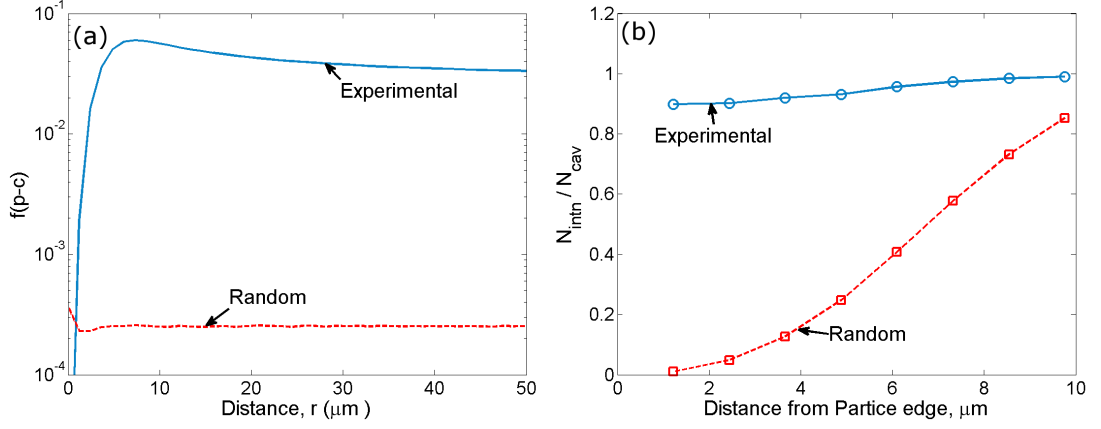 (a)
10^-1
10^-2
10^-3
10^-4
f(p-c)
Experimental
Random
0 10 20 30 40 50
Distance, r (μm )
(b)
1.2
1
0.8
0.6
0.4
0.2
0
N_intn / N_cav
Experimental
Random
0 2 4 6 8 10
Distance from Partice edge, μm